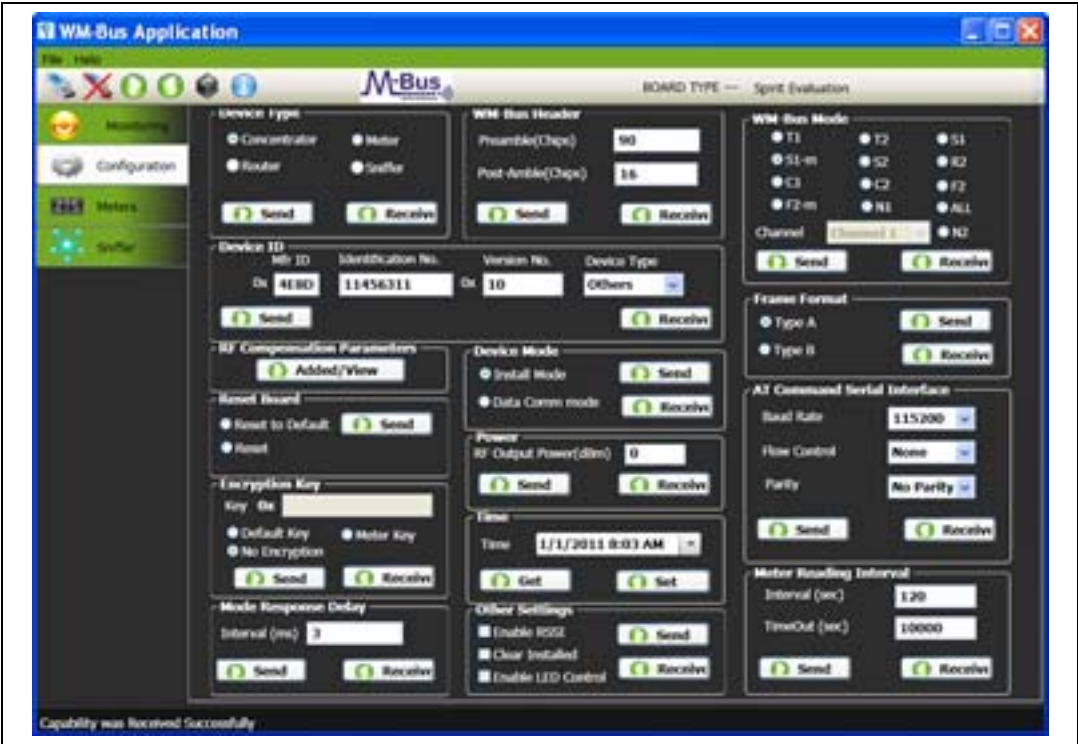 WM-Bus Application
File Help
M-Bus
BOARD TYPE --- Spirit Evaluation
Monitoring
Configuration
Meters
Sniffer
Device Type
Concentrator
Meter
Router
Sniffer
Send
Receive
WM-Bus Header
Preamble(Chips) 90
Post-Amble(Chips) 16
Send
Receive
WM-Bus Mode
T1 T2 S1
S1-m S2 R2
C1 C2 F2
F2-m N1 ALL
Channel Channel 1 N2
Send
Receive
Device ID
Mfr ID Identification No. Version No. Device Type
0x 4E8D 11456311 0x 10 Others
Send
Receive
Frame Format
Type A Send
Type B Receive
RF Compensation Parameters
Added/View
Device Mode
Install Mode Send
Data Comm mode Receive
Reset Board
Reset to Default Send
Reset
Power
RF Output Power(dBm) 0
Send
Receive
AT Command Serial Interface
Baud Rate 115200
Flow Control None
Parity No Parity
Send
Receive
Encryption Key
Key 0x
Default Key Meter Key
No Encryption
Send
Receive
Time
Time 1/1/2011 8:03 AM
Get
Set
Meter Reading Interval
Interval (sec) 120
TimeOut (sec) 10000
Send
Receive
Mode Response Delay
Interval (ms) 3
Send
Receive
Other Settings
Enable RSSI Send
Clear Installed
Enable LED Control Receive
Capability was Received Successfully